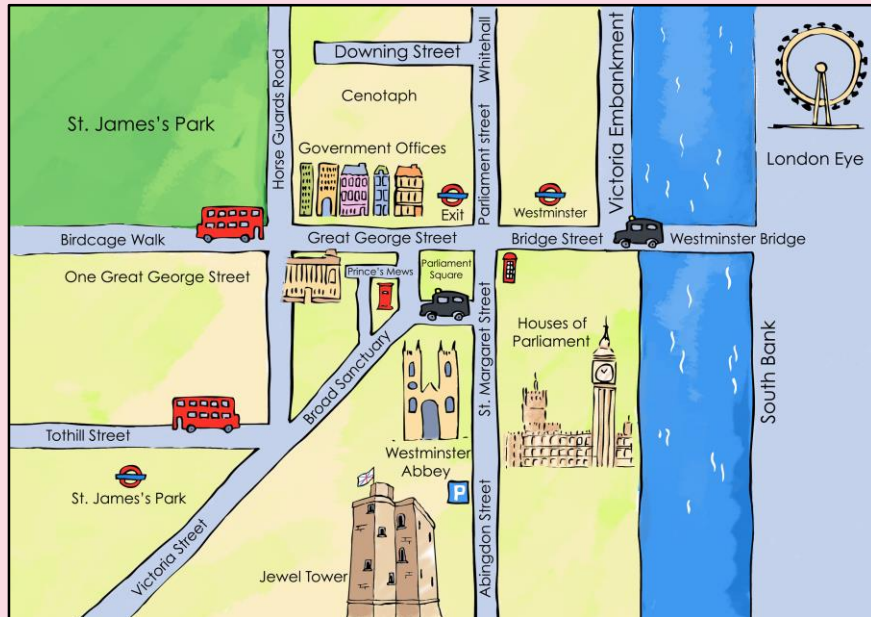 Downing Street
Whitehall
Victoria Embankment
Horse Guards Road
Cenotaph
St. James's Park
Parliament street
London Eye
Government Offices
Exit
Westminster
Birdcage Walk
Great George Street
Bridge Street
Westminster Bridge
One Great George Street
Prince's Mews
Parliament
Square
St. Margaret Street
Houses of
Parliament
Broad Sanctuary
South Bank
Tothill Street
Westminster
Abbey
P
St. James's Park
Abingdon Street
Victoria Street
Jewel Tower